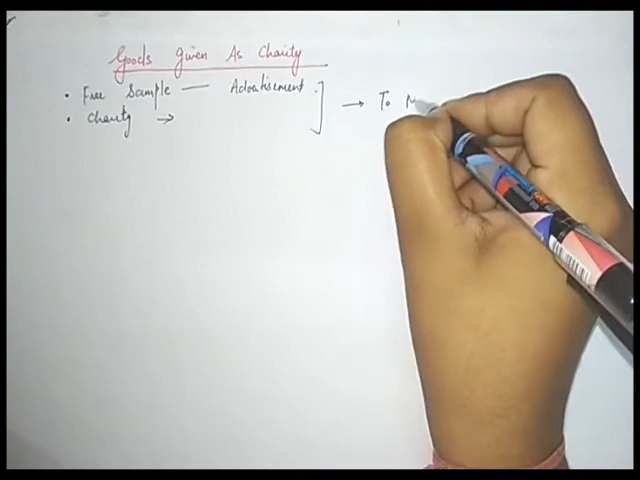 Goods Given As Charity
• Free Sample — Advertisement ] → To
• Charity →